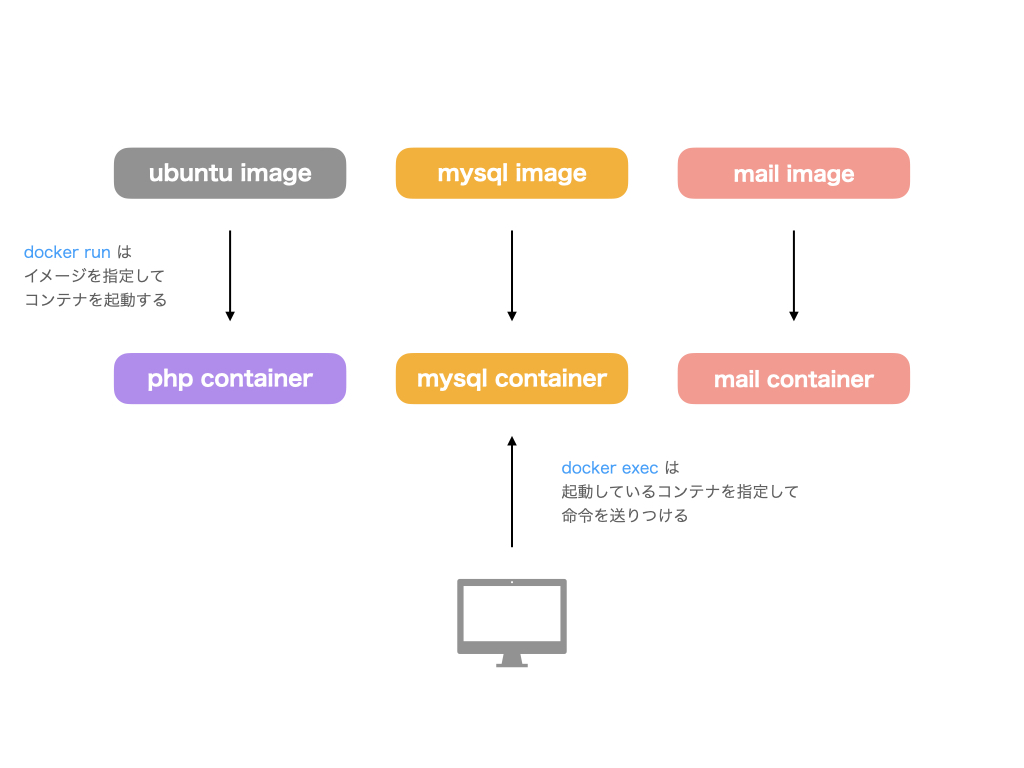 ubuntu image
mysql image
mail image
docker run は
イメージを指定して
コンテナを起動する
php container
mysql container
mail container
docker exec は
起動しているコンテナを指定して
命令を送りつける